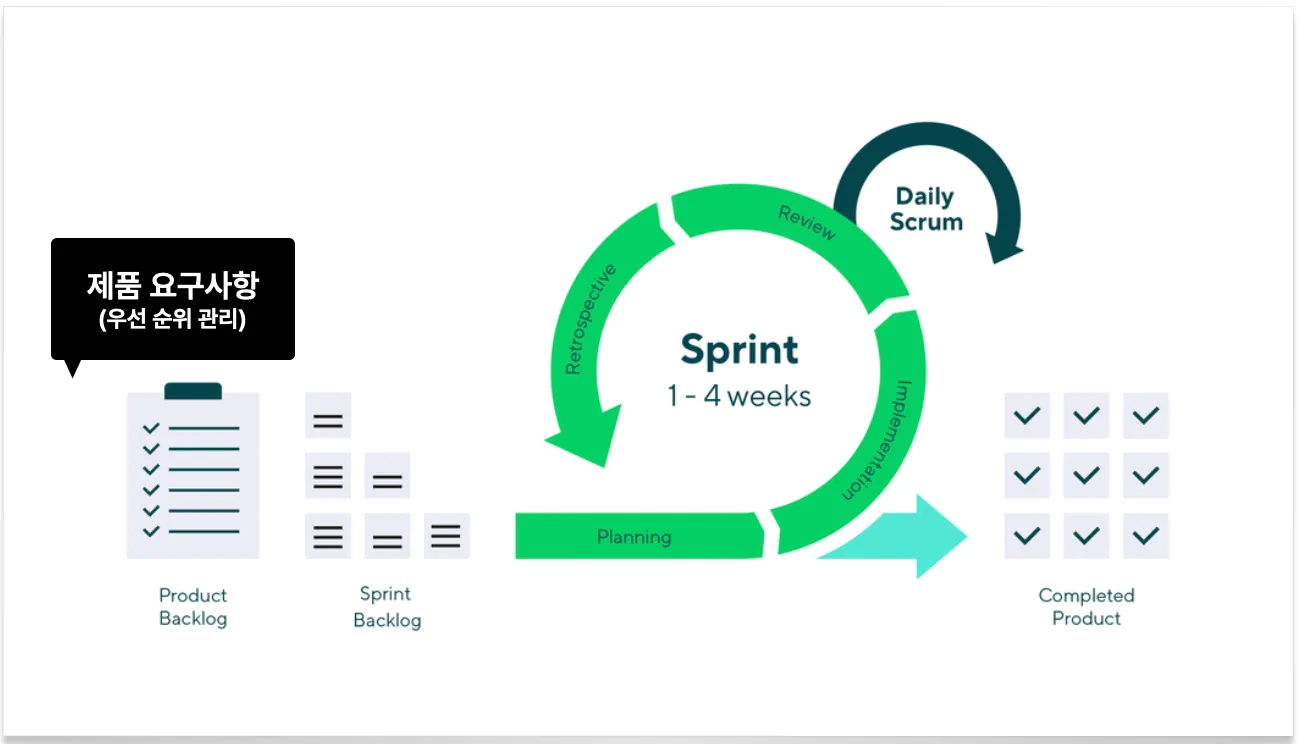 제품 요구사항
(우선 순위 관리)
Product
Backlog
Sprint
Backlog
Planning
Implementation
Review
Retrospective
Sprint
1 - 4 weeks
Daily
Scrum
Completed
Product